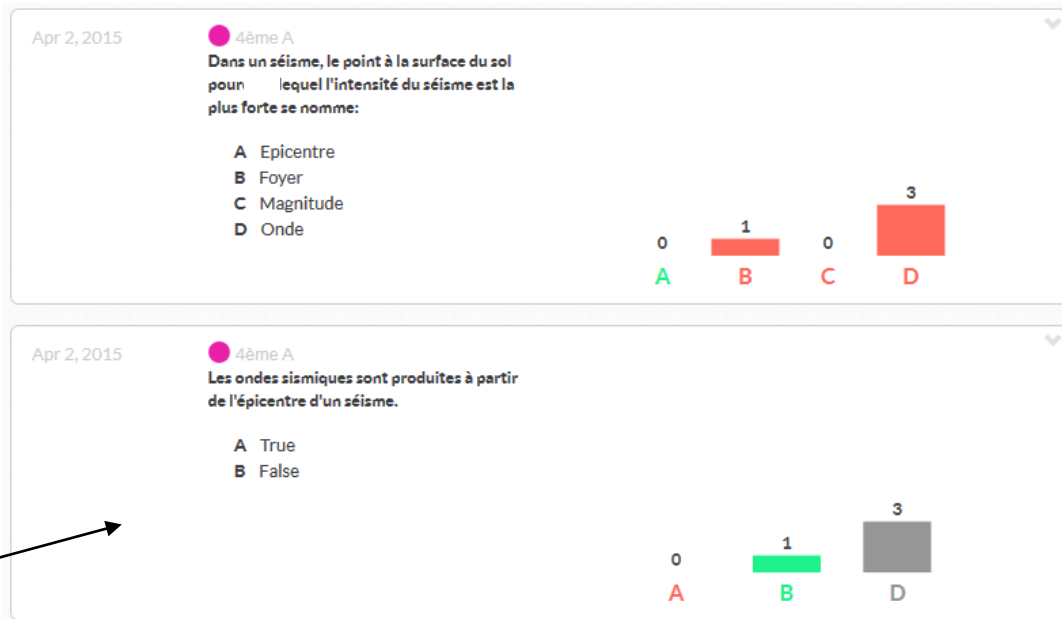 Apr 2, 2015
4ème A
Dans un séisme, le point à la surface du sol
pour lequel l'intensité du séisme est la
plus forte se nomme:
A Epicentre
B Foyer
C Magnitude
D Onde
0 1 0 3
A B C D
Apr 2, 2015
4ème A
Les ondes sismiques sont produites à partir
de l'épicentre d'un séisme.
A True
B False
0 1 3
A B D